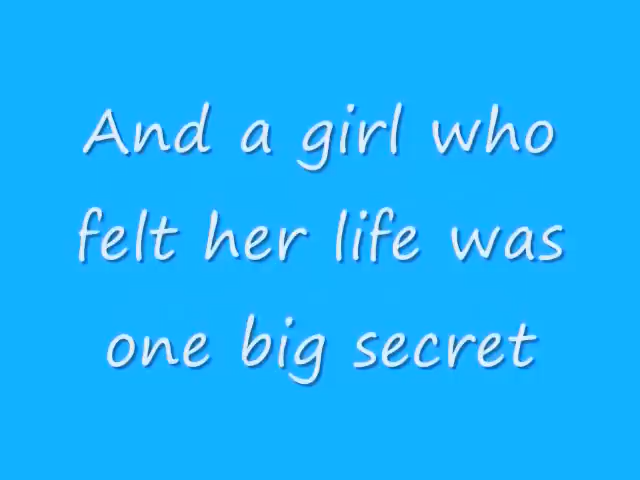 And a girl who
felt her life was
one big secret